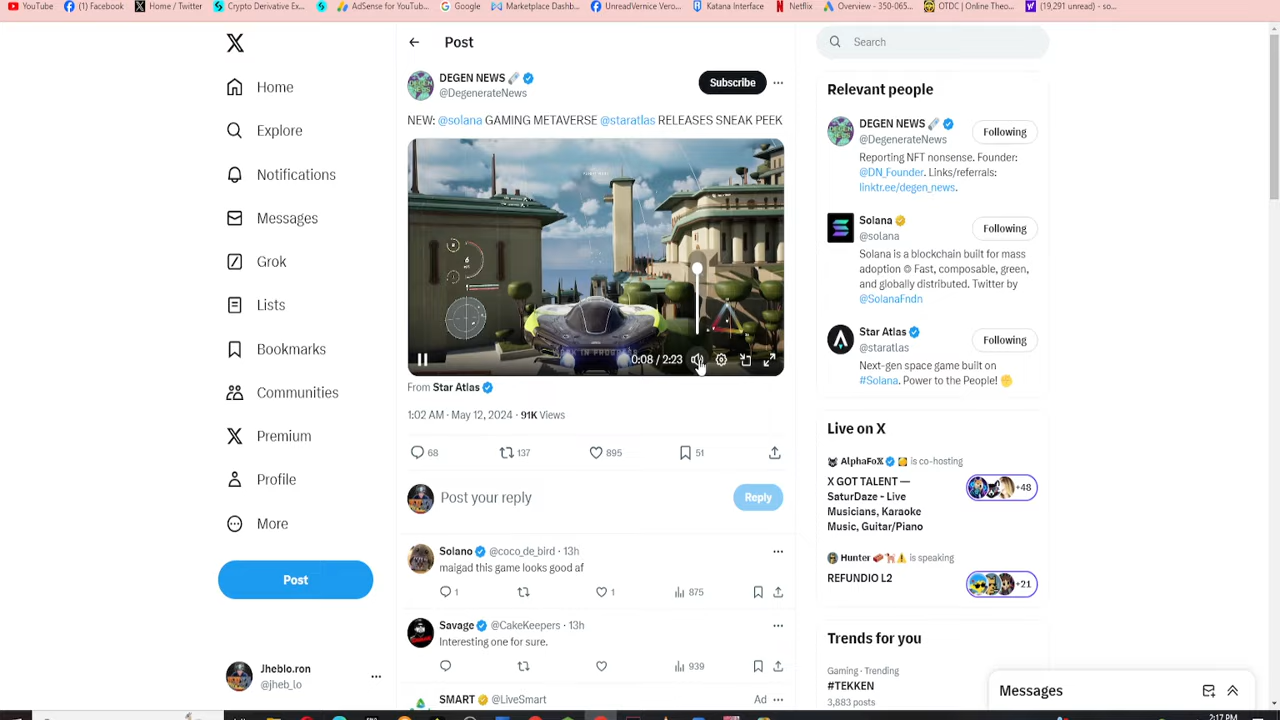 YouTube
(1) Facebook
Home / Twitter
Crypto Derivative Ex...
AdSense for YouTub...
Google
Marketplace Dashb...
UnreadVernice Vero...
Katana Interface
Netflix
Overview - 350-065...
OTDC | Online Theo...
(19,291 unread) - so...
Post
Search
Home
Explore
Notifications
Messages
Grok
Lists
Bookmarks
Communities
Premium
Profile
More
Post
Jheblo.ron
@jheb_lo
DEGEN NEWS
@DegenerateNews
Subscribe
NEW: @solana GAMING METAVERSE @staratlas RELEASES SNEAK PEEK
WORK IN PROGRESS
0:08 / 2:23
From Star Atlas
1:02 AM · May 12, 2024 · 91K Views
68 137 895 51
Post your reply
Reply
Solano @coco_de_bird · 13h
maigad this game looks good af
1 1 875
Savage @CakeKeepers · 13h
Interesting one for sure.
939
SMART @LiveSmart Ad
Relevant people
DEGEN NEWS
@DegenerateNews
Following
Reporting NFT nonsense. Founder:
@DN_Founder. Links/referrals:
linktr.ee/degen_news.
Solana
@solana
Following
Solana is a blockchain built for mass
adoption Fast, composable, green,
and globally distributed. Twitter by
@SolanaFndn
Star Atlas
@staratlas
Following
Next-gen space game built on
#Solana. Power to the People!
Live on X
AlphaFoX is co-hosting
X GOT TALENT —
SaturDaze - Live
Musicians, Karaoke
Music, Guitar/Piano
+48
Hunter is speaking
REFUNDIO L2
+21
Trends for you
Gaming · Trending
#TEKKEN
3,883 posts
Messages
2:17 PM